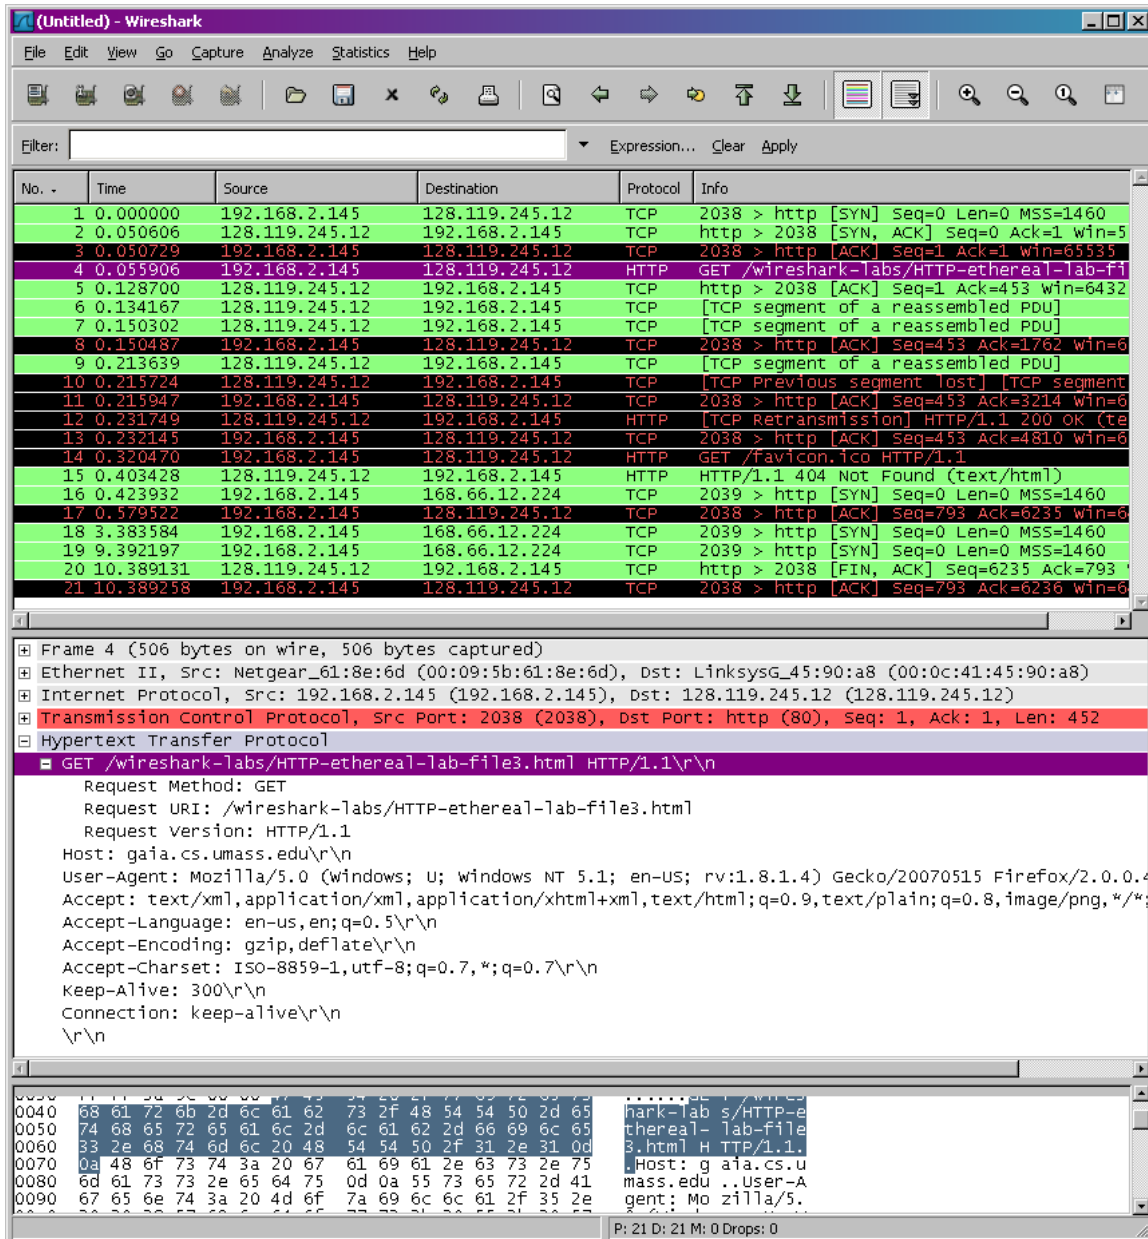 (Untitled) - Wireshark
File Edit View Go Capture Analyze Statistics Help
Filter: Expression... Clear Apply
No. Time Source Destination Protocol Info
1 0.000000 192.168.2.145 128.119.245.12 TCP 2038 > http [SYN] Seq=0 Len=0 MSS=1460
2 0.050606 128.119.245.12 192.168.2.145 TCP http > 2038 [SYN, ACK] Seq=0 Ack=1 Win=5
3 0.050729 192.168.2.145 128.119.245.12 TCP 2038 > http [ACK] Seq=1 Ack=1 Win=65535
4 0.055906 192.168.2.145 128.119.245.12 HTTP GET /wireshark-labs/HTTP-ethereal-lab-fi
5 0.128700 128.119.245.12 192.168.2.145 TCP http > 2038 [ACK] Seq=1 Ack=453 Win=6432
6 0.134167 128.119.245.12 192.168.2.145 TCP [TCP segment of a reassembled PDU]
7 0.150302 128.119.245.12 192.168.2.145 TCP [TCP segment of a reassembled PDU]
8 0.150487 192.168.2.145 128.119.245.12 TCP 2038 > http [ACK] Seq=453 Ack=1762 Win=6
9 0.213639 128.119.245.12 192.168.2.145 TCP [TCP segment of a reassembled PDU]
10 0.215724 128.119.245.12 192.168.2.145 TCP [TCP Previous segment lost] [TCP segment
11 0.215947 192.168.2.145 128.119.245.12 TCP 2038 > http [ACK] Seq=453 Ack=3214 Win=6
12 0.231749 128.119.245.12 192.168.2.145 HTTP [TCP Retransmission] HTTP/1.1 200 OK (te
13 0.232145 192.168.2.145 128.119.245.12 TCP 2038 > http [ACK] Seq=453 Ack=4810 Win=6
14 0.320470 192.168.2.145 128.119.245.12 HTTP GET /favicon.ico HTTP/1.1
15 0.403428 128.119.245.12 192.168.2.145 HTTP HTTP/1.1 404 Not Found (text/html)
16 0.423932 192.168.2.145 168.66.12.224 TCP 2039 > http [SYN] Seq=0 Len=0 MSS=1460
17 0.579522 192.168.2.145 128.119.245.12 TCP 2038 > http [ACK] Seq=793 Ack=6235 Win=6
18 3.383584 192.168.2.145 168.66.12.224 TCP 2039 > http [SYN] Seq=0 Len=0 MSS=1460
19 9.392197 192.168.2.145 168.66.12.224 TCP 2039 > http [SYN] Seq=0 Len=0 MSS=1460
20 10.389131 128.119.245.12 192.168.2.145 TCP http > 2038 [FIN, ACK] Seq=6235 Ack=793
21 10.389258 192.168.2.145 128.119.245.12 TCP 2038 > http [ACK] Seq=793 Ack=6236 Win=6
Frame 4 (506 bytes on wire, 506 bytes captured)
Ethernet II, Src: Netgear_61:8e:6d (00:09:5b:61:8e:6d), Dst: LinksysG_45:90:a8 (00:0c:41:45:90:a8)
Internet Protocol, Src: 192.168.2.145 (192.168.2.145), Dst: 128.119.245.12 (128.119.245.12)
Transmission Control Protocol, Src Port: 2038 (2038), Dst Port: http (80), Seq: 1, Ack: 1, Len: 452
Hypertext Transfer Protocol
GET /wireshark-labs/HTTP-ethereal-lab-file3.html HTTP/1.1\r\n
Request Method: GET
Request URI: /wireshark-labs/HTTP-ethereal-lab-file3.html
Request Version: HTTP/1.1
Host: gaia.cs.umass.edu\r\n
User-Agent: Mozilla/5.0 (Windows; U; Windows NT 5.1; en-US; rv:1.8.1.4) Gecko/20070515 Firefox/2.0.0.4
Accept: text/xml,application/xml,application/xhtml+xml,text/html;q=0.9,text/plain;q=0.8,image/png,*/*;
Accept-Language: en-us,en;q=0.5\r\n
Accept-Encoding: gzip,deflate\r\n
Accept-Charset: ISO-8859-1,utf-8;q=0.7,*;q=0.7\r\n
Keep-Alive: 300\r\n
Connection: keep-alive\r\n
\r\n
0040 68 61 72 6b 2d 6c 61 62 73 2f 48 54 54 50 2d 65 hark-lab s/HTTP-e
0050 74 68 65 72 65 61 6c 2d 6c 61 62 2d 66 69 6c 65 thereal- lab-file
0060 33 2e 68 74 6d 6c 20 48 54 54 50 2f 31 2e 31 0d 3.html H TTP/1.1.
0070 0a 48 6f 73 74 3a 20 67 61 69 61 2e 63 73 2e 75 .Host: g aia.cs.u
0080 6d 61 73 73 2e 65 64 75 0d 0a 55 73 65 72 2d 41 mass.edu ..User-A
0090 67 65 6e 74 3a 20 4d 6f 7a 69 6c 6c 61 2f 35 2e gent: Mo zilla/5.
P: 21 D: 21 M: 0 Drops: 0